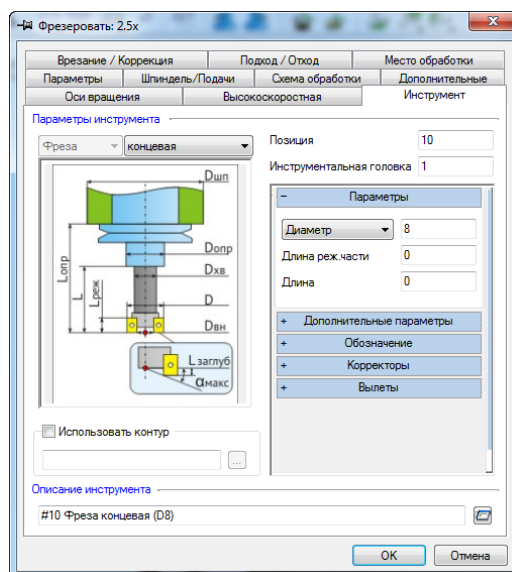 Фрезеровать: 2.5x
Врезание / Коррекция Подход / Отход Место обработки
Параметры Шпиндель/Подачи Схема обработки Дополнительные
Оси вращения Высокоскоростная Инструмент
Параметры инструмента
Фреза концевая
Позиция 10
Инструментальная головка 1
Dшп
Lопр
L
Lреж
Dопр
Dхв
D
Dвн
L заглуб
αмакс
− Параметры
Диаметр 8
Длина реж.части 0
Длина 0
+ Дополнительные параметры
+ Обозначение
+ Корректоры
+ Вылеты
Использовать контур
...
Описание инструмента
#10 Фреза концевая (D8)
OK Отмена